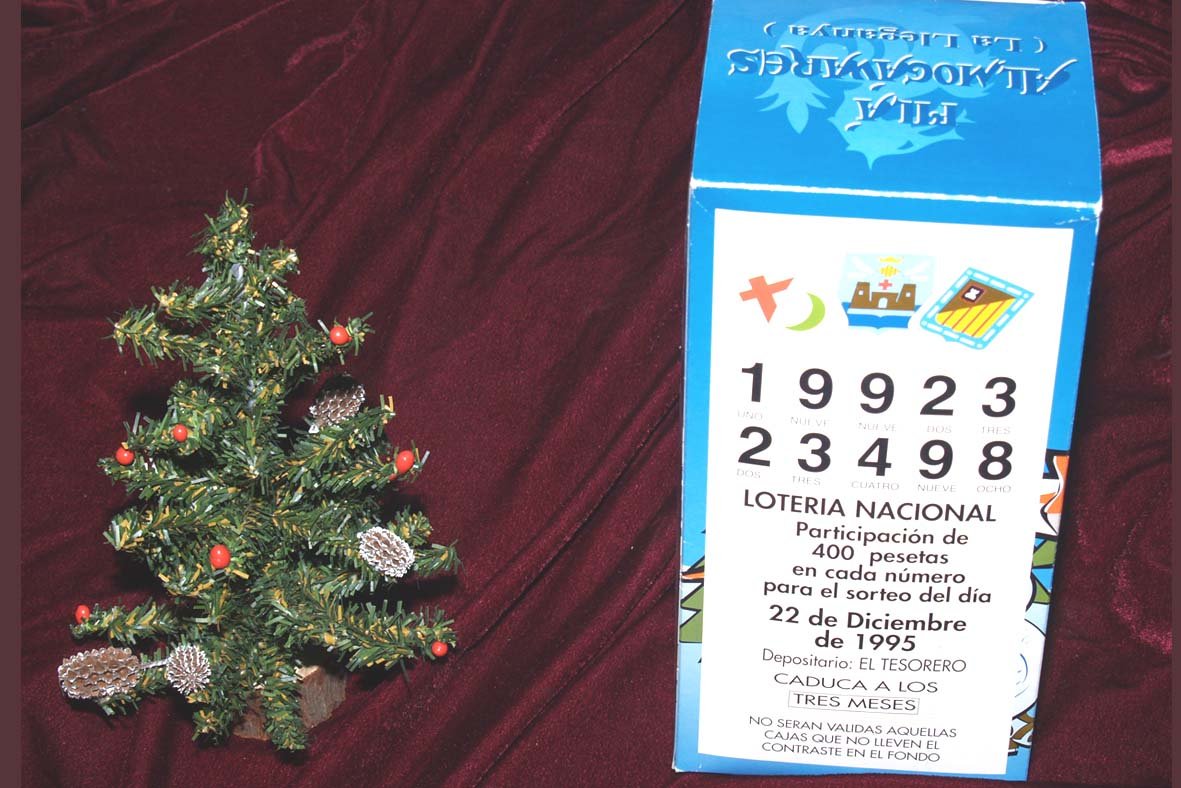 FILÀ
ALMOGÀVARES
( La Lleganya )
1 9 9 2 3
UNO NUEVE NUEVE DOS TRES
2 3 4 9 8
DOS TRES CUATRO NUEVE OCHO
LOTERIA NACIONAL
Participación de
400 pesetas
en cada número
para el sorteo del día
22 de Diciembre
de 1995
Depositario: EL TESORERO
CADUCA A LOS
TRES MESES
NO SERAN VALIDAS AQUELLAS
CAJAS QUE NO LLEVEN EL
CONTRASTE EN EL FONDO